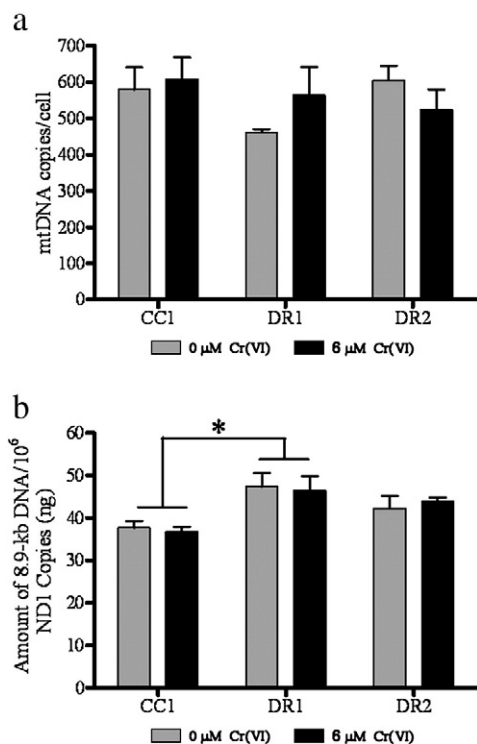 a
mtDNA copies/cell
700
600
500
400
300
200
100
0
CC1 DR1 DR2
0 µM Cr(VI) 6 µM Cr(VI)
b
Amount of 8.9-kb DNA/10⁶
ND1 Copies (ng)
60
50
40
30
20
10
0
*
CC1 DR1 DR2
0 µM Cr(VI) 6 µM Cr(VI)